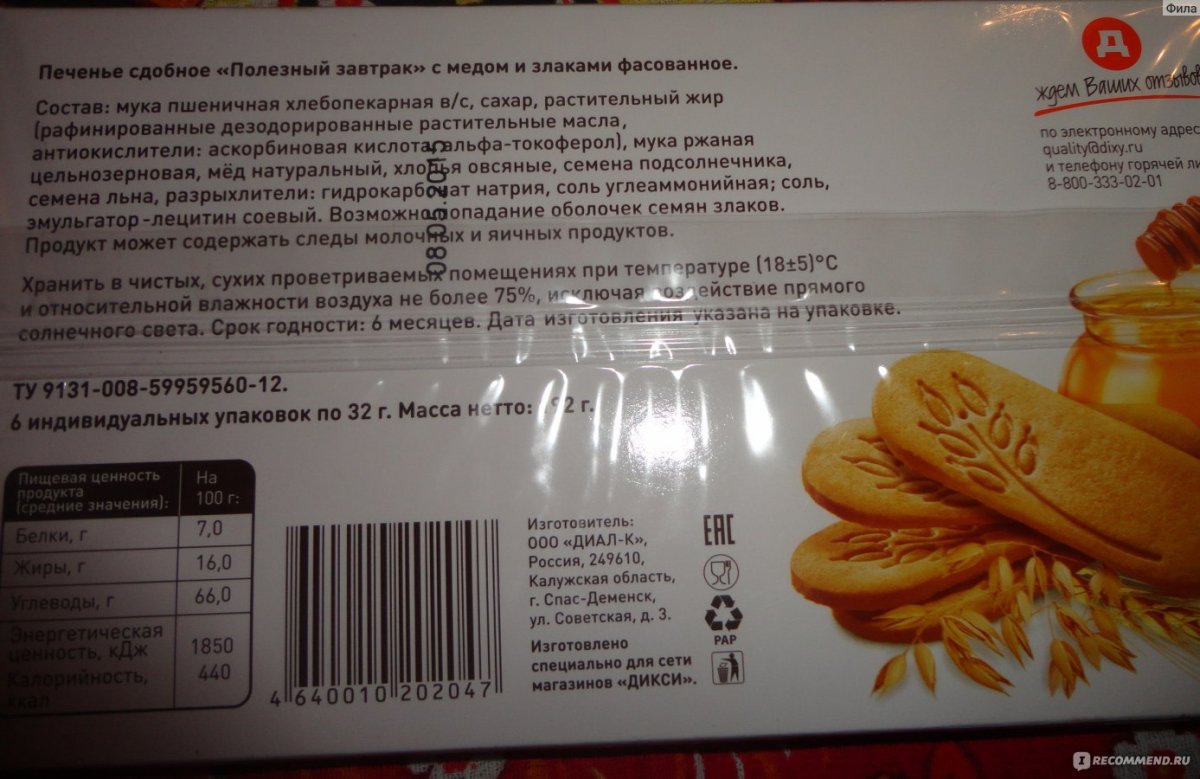 Фила
Печенье сдобное «Полезный завтрак» с медом и злаками фасованное.
Состав: мука пшеничная хлебопекарная в/с, сахар, растительный жир
(рафинированные дезодорированные растительные масла,
антиокислители: аскорбиновая кислота, альфа-токоферол), мука ржаная
цельнозерновая, мёд натуральный, хлопья овсяные, семена подсолнечника,
семена льна, разрыхлители: гидрокарбонат натрия, соль углеаммонийная; соль,
эмульгатор -лецитин соевый. Возможно попадание оболочек семян злаков.
Продукт может содержать следы молочных и яичных продуктов.
08.05.2015
Хранить в чистых, сухих проветриваемых помещениях при температуре (18±5)°С
и относительной влажности воздуха не более 75%, исключая воздействие прямого
солнечного света. Срок годности: 6 месяцев. Дата изготовления указана на упаковке.
ТУ 9131-008-59959560-12.
6 индивидуальных упаковок по 32 г. Масса нетто: 192 г.
Д
ждем Ваших отзывов
по электронному адрес
quality@dixy.ru
и телефону горячей ли
8-800-333-02-01
Пищевая ценность
продукта
(средние значения):
На
100 г:
Белки, г 7,0
Жиры, г 16,0
Углеводы, г 66,0
Энергетическая
ценность, кДж 1850
Калорийность,
ккал 440
4 640010 202047
Изготовитель:
ООО «ДИАЛ-К»,
Россия, 249610,
Калужская область,
г. Спас-Деменск,
ул. Советская, д. 3.
Изготовлено
специально для сети
магазинов «ДИКСИ».
EAC
PAP
RECOMMEND.RU